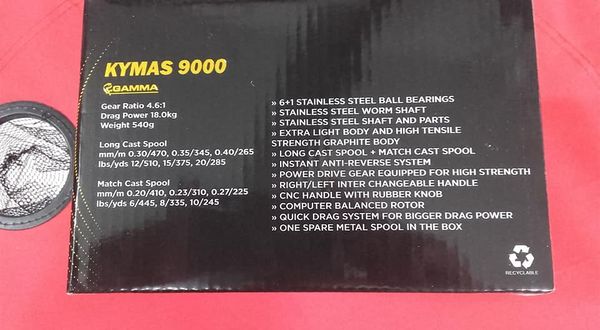 KYMAS 9000
GAMMA
Gear Ratio 4.6:1
Drag Power 18.0kg
Weight 540g
Long Cast Spool
mm/m 0.30/470, 0.35/345, 0.40/265
lbs/yds 12/510, 15/375, 20/285
Match Cast Spool
mm/m 0.20/410, 0.23/310, 0.27/225
lbs/yds 6/445, 8/335, 10/245
» 6+1 STAINLESS STEEL BALL BEARINGS
» STAINLESS STEEL WORM SHAFT
» STAINLESS STEEL SHAFT AND PARTS
» EXTRA LIGHT BODY AND HIGH TENSILE
STRENGTH GRAPHITE BODY
» LONG CAST SPOOL + MATCH CAST SPOOL
» INSTANT ANTI-REVERSE SYSTEM
» POWER DRIVE GEAR EQUIPPED FOR HIGH STRENGTH
» RIGHT/LEFT INTER CHANGEABLE HANDLE
» CNC HANDLE WITH RUBBER KNOB
» COMPUTER BALANCED ROTOR
» QUICK DRAG SYSTEM FOR BIGGER DRAG POWER
» ONE SPARE METAL SPOOL IN THE BOX
RECYCLABLE